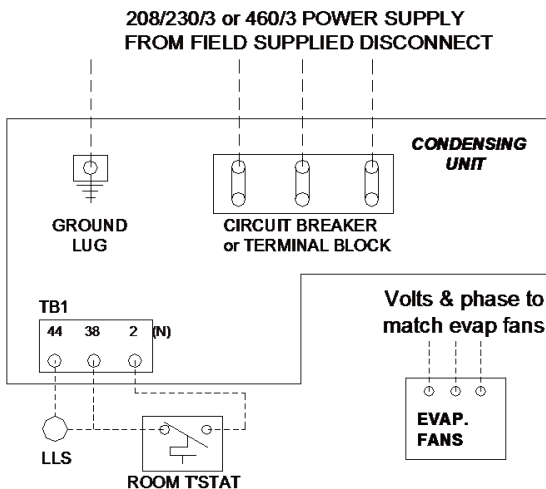 208/230/3 or 460/3 POWER SUPPLY
FROM FIELD SUPPLIED DISCONNECT
CONDENSING
UNIT
GROUND
LUG
CIRCUIT BREAKER
or TERMINAL BLOCK
TB1
44 38 2 (N)
Volts & phase to
match evap fans
EVAP.
FANS
LLS
ROOM T'STAT